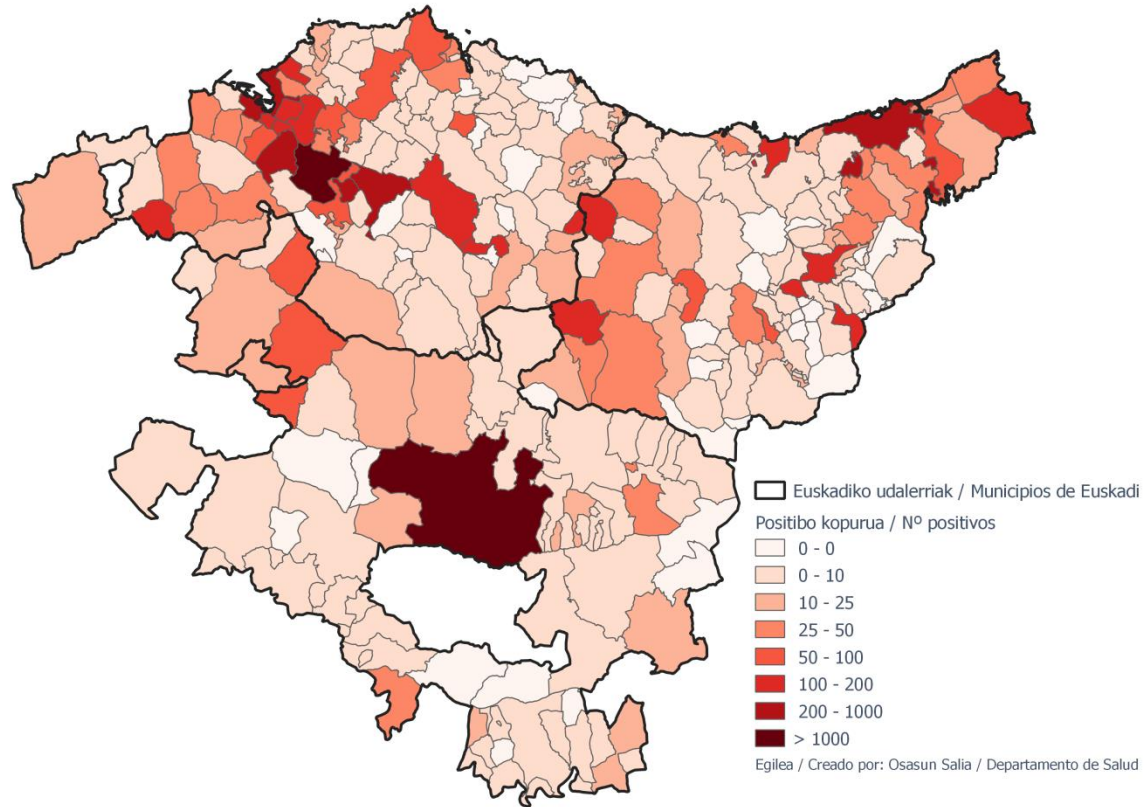 Euskadiko udalerriak / Municipios de Euskadi
Positibo kopurua / Nº positivos
0 - 0
0 - 10
10 - 25
25 - 50
50 - 100
100 - 200
200 - 1000
> 1000
Egilea / Creado por: Osasun Salia / Departamento de Salud